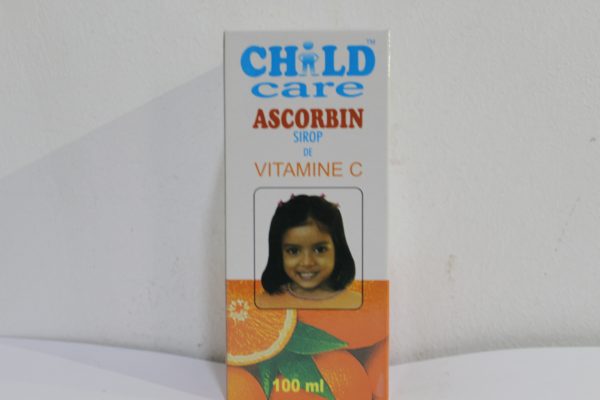 CHiLD™
care
ASCORBIN
SIROP
DE
VITAMINE C
100 ml